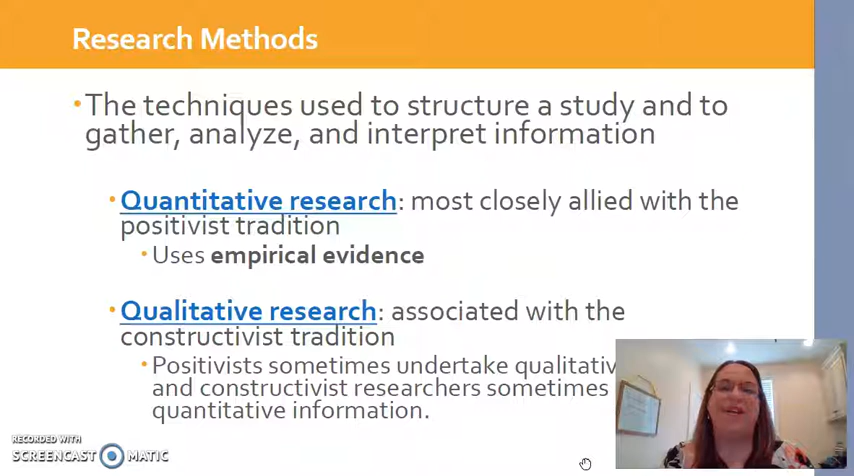 Research Methods
• The techniques used to structure a study and to
gather, analyze, and interpret information
• Quantitative research: most closely allied with the
positivist tradition
• Uses empirical evidence
• Qualitative research: associated with the
constructivist tradition
• Positivists sometimes undertake
and constructivist researchers sometimes
quantitative information.
RECORDED WITH
SCREENCAST MATIC